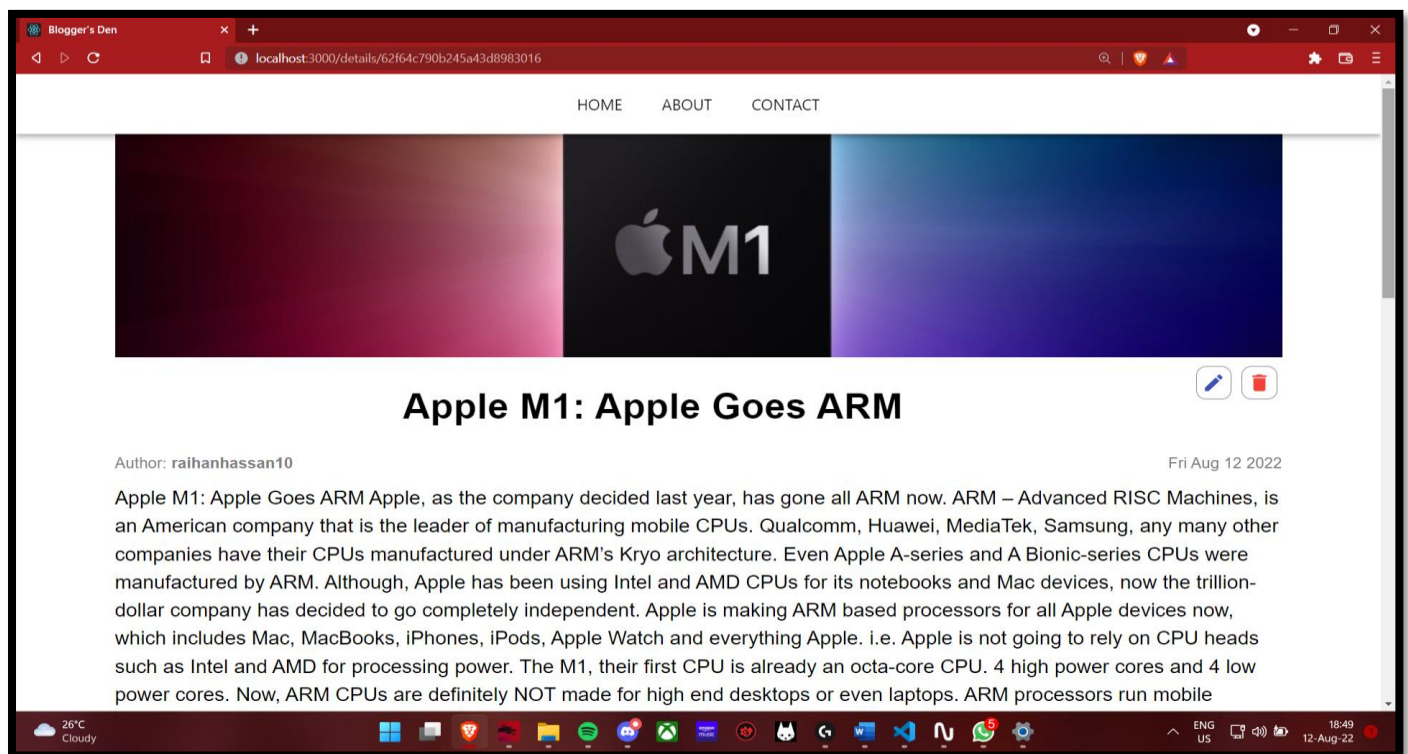 Blogger's Den
localhost:3000/details/62f64c790b245a43d8983016
HOME ABOUT CONTACT
M1
Apple M1: Apple Goes ARM
Author: raihanhassan10 Fri Aug 12 2022
Apple M1: Apple Goes ARM Apple, as the company decided last year, has gone all ARM now. ARM – Advanced RISC Machines, is
an American company that is the leader of manufacturing mobile CPUs. Qualcomm, Huawei, MediaTek, Samsung, any many other
companies have their CPUs manufactured under ARM's Kryo architecture. Even Apple A-series and A Bionic-series CPUs were
manufactured by ARM. Although, Apple has been using Intel and AMD CPUs for its notebooks and Mac devices, now the trillion-
dollar company has decided to go completely independent. Apple is making ARM based processors for all Apple devices now,
which includes Mac, MacBooks, iPhones, iPods, Apple Watch and everything Apple. i.e. Apple is not going to rely on CPU heads
such as Intel and AMD for processing power. The M1, their first CPU is already an octa-core CPU. 4 high power cores and 4 low
power cores. Now, ARM CPUs are definitely NOT made for high end desktops or even laptops. ARM processors run mobile
26°C
Cloudy
5
ENG
US
18:49
12-Aug-22